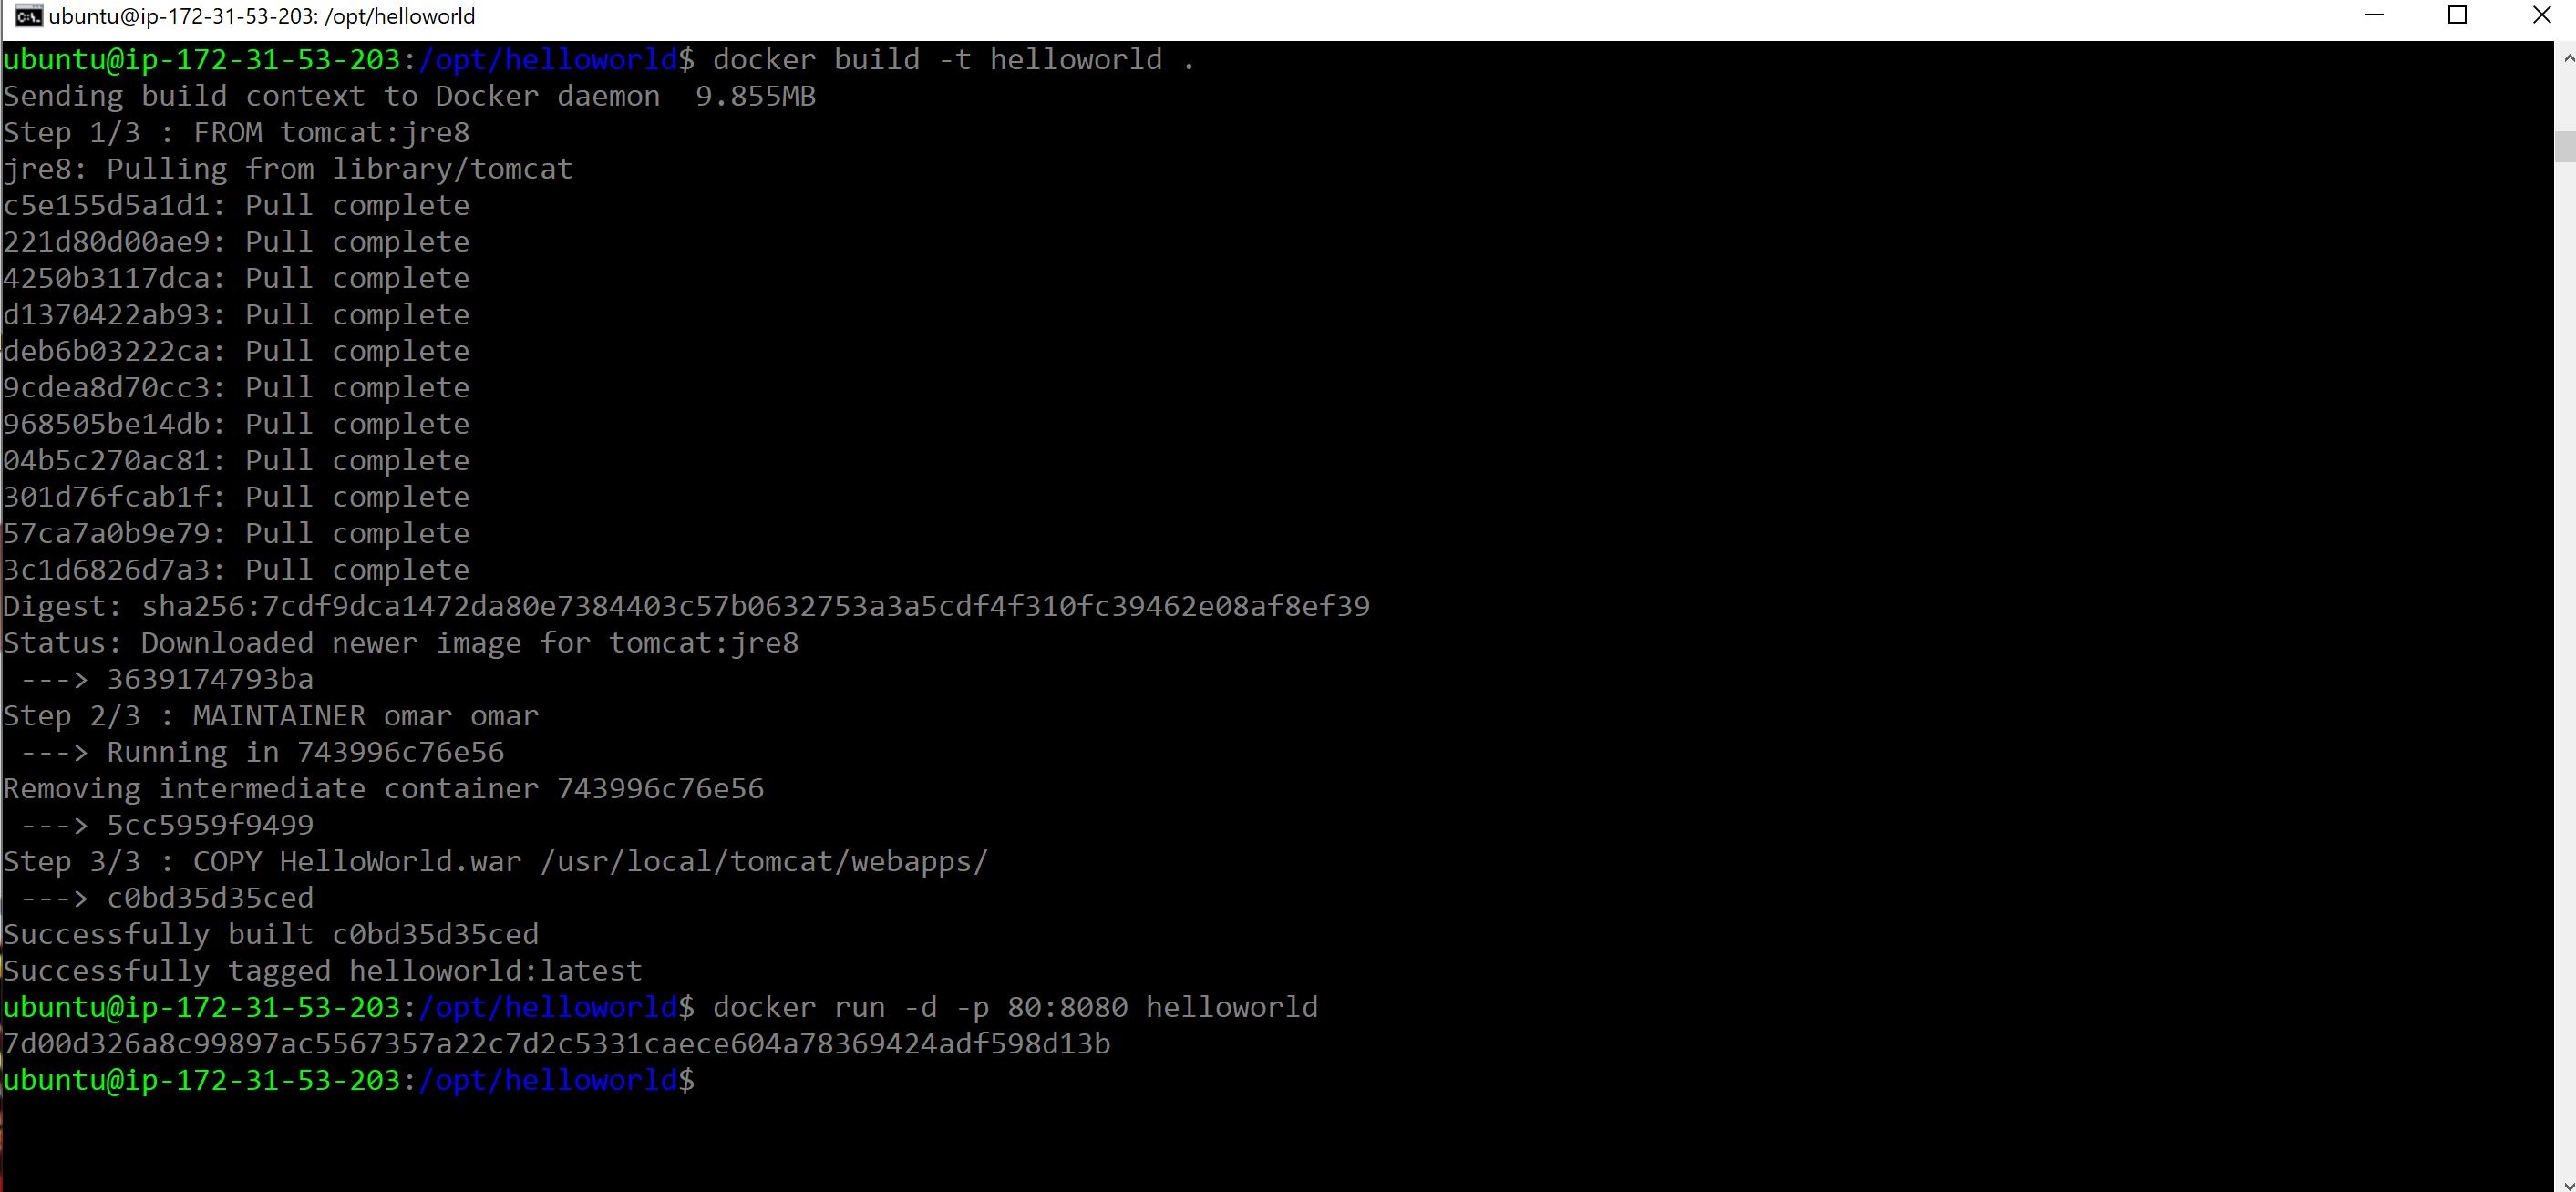 ubuntu@ip-172-31-53-203: /opt/helloworld
ubuntu@ip-172-31-53-203:/opt/helloworld$ docker build -t helloworld .
Sending build context to Docker daemon  9.855MB
Step 1/3 : FROM tomcat:jre8
jre8: Pulling from library/tomcat
c5e155d5a1d1: Pull complete
221d80d00ae9: Pull complete
4250b3117dca: Pull complete
d1370422ab93: Pull complete
deb6b03222ca: Pull complete
9cdea8d70cc3: Pull complete
968505be14db: Pull complete
04b5c270ac81: Pull complete
301d76fcab1f: Pull complete
57ca7a0b9e79: Pull complete
3c1d6826d7a3: Pull complete
Digest: sha256:7cdf9dca1472da80e7384403c57b0632753a3a5cdf4f310fc39462e08af8ef39
Status: Downloaded newer image for tomcat:jre8
 ---> 3639174793ba
Step 2/3 : MAINTAINER omar omar
 ---> Running in 743996c76e56
Removing intermediate container 743996c76e56
 ---> 5cc5959f9499
Step 3/3 : COPY HelloWorld.war /usr/local/tomcat/webapps/
 ---> c0bd35d35ced
Successfully built c0bd35d35ced
Successfully tagged helloworld:latest
ubuntu@ip-172-31-53-203:/opt/helloworld$ docker run -d -p 80:8080 helloworld
7d00d326a8c99897ac5567357a22c7d2c5331caece604a78369424adf598d13b
ubuntu@ip-172-31-53-203:/opt/helloworld$